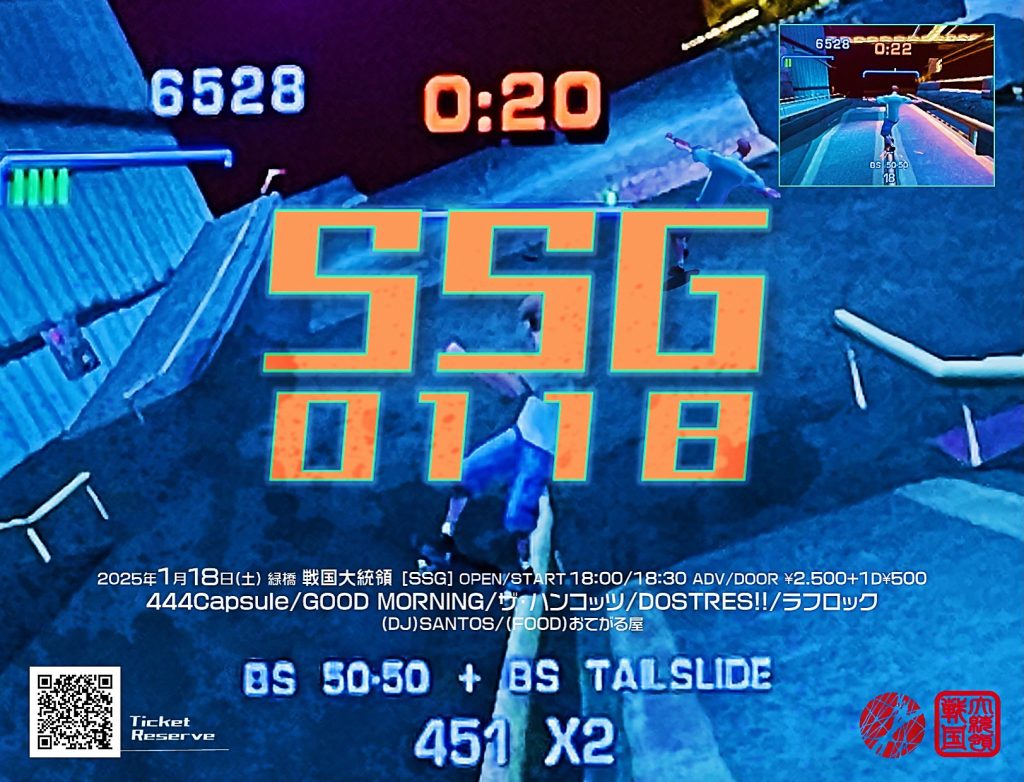 6528
0:20
6528
0:22
BS 50-50
18
SSG
0118
2025年1月18日(土) 緑橋 戦国大統領 [SSG] OPEN/START 18:00/18:30 ADV/DOOR ¥2.500+1D¥500
444Capsule/GOOD MORNING/ザ・ハンコッツ/DOSTRES!!/ラフロック
(DJ)SANTOS/(FOOD)おてがる屋
BS 50-50 + BS TAILSLIDE
451 X2
Ticket
Reserve
戦国大統領